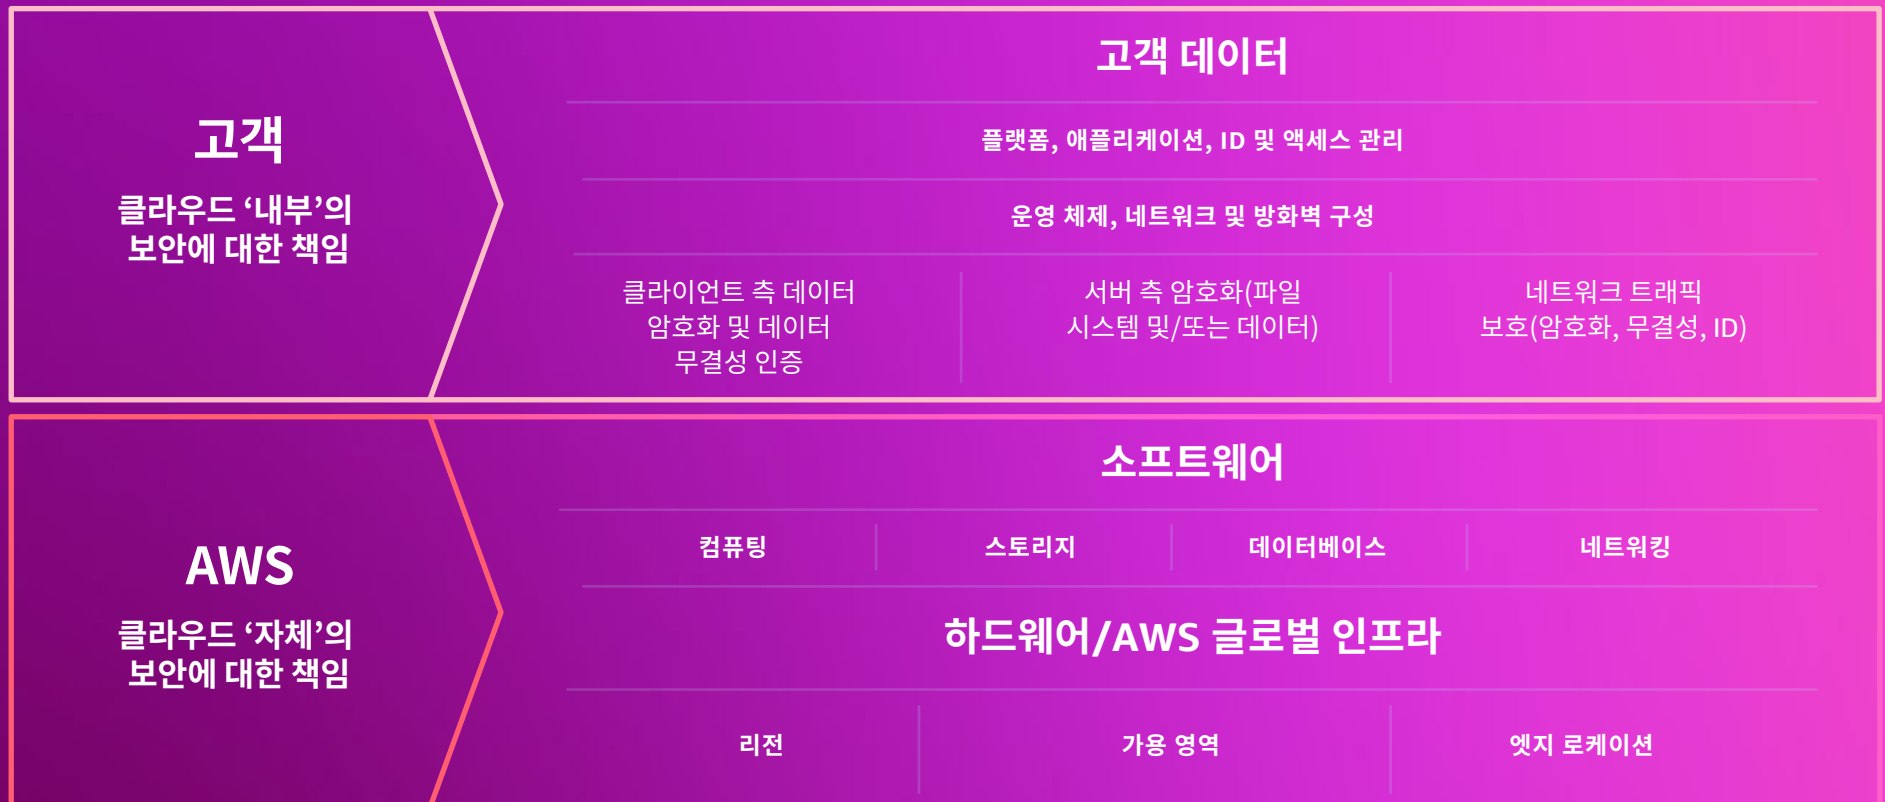 고객
클라우드 ‘내부’의
보안에 대한 책임
고객 데이터
플랫폼, 애플리케이션, ID 및 액세스 관리
운영 체제, 네트워크 및 방화벽 구성
클라이언트 측 데이터
암호화 및 데이터
무결성 인증
서버 측 암호화(파일
시스템 및/또는 데이터)
네트워크 트래픽
보호(암호화, 무결성, ID)
AWS
클라우드 ‘자체’의
보안에 대한 책임
소프트웨어
컴퓨팅
스토리지
데이터베이스
네트워킹
하드웨어/AWS 글로벌 인프라
리전
가용 영역
엣지 로케이션